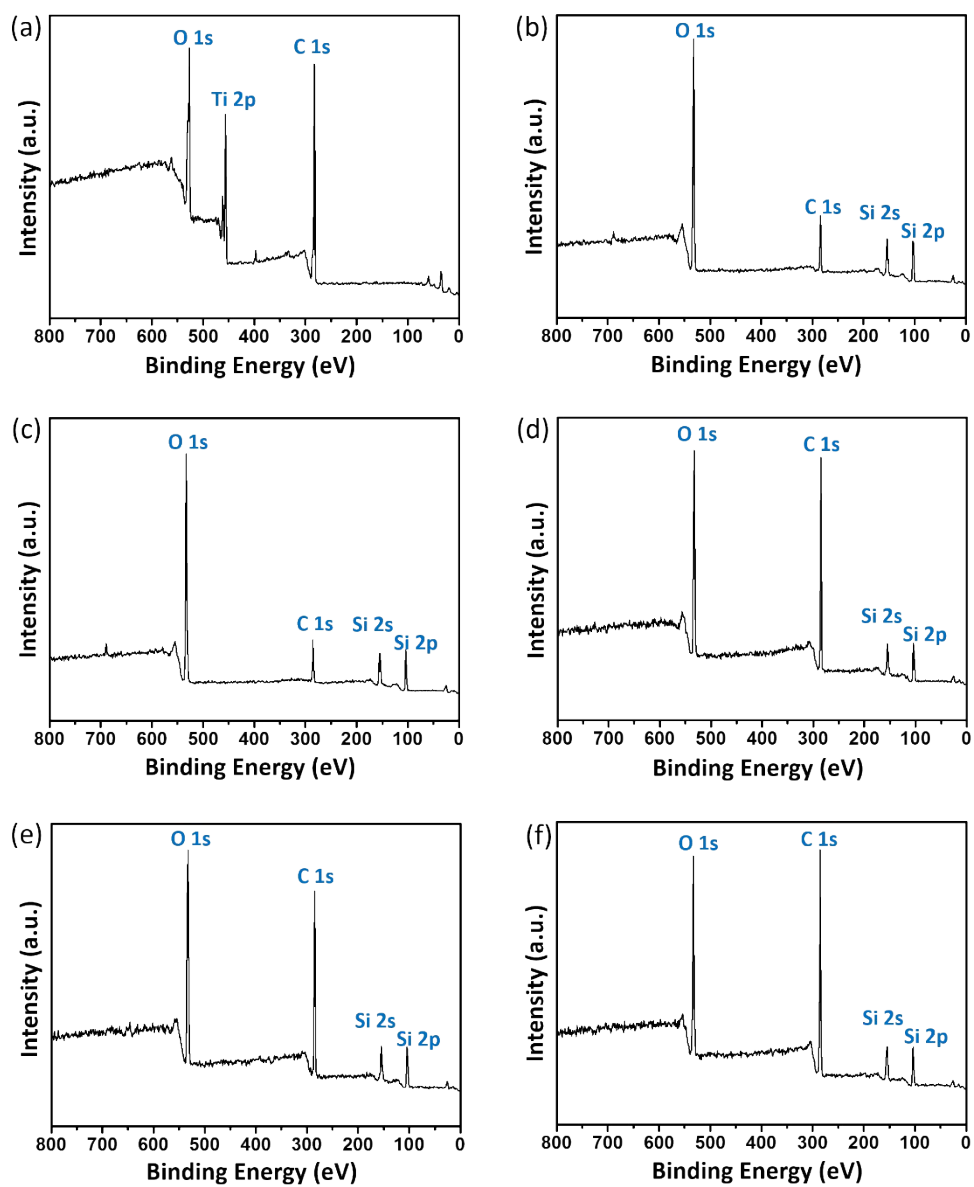 (a)
O 1s
C 1s
Ti 2p
Intensity (a.u.)
800 700 600 500 400 300 200 100 0
Binding Energy (eV)
(b)
O 1s
C 1s
Si 2s
Si 2p
Intensity (a.u.)
800 700 600 500 400 300 200 100 0
Binding Energy (eV)
(c)
O 1s
C 1s
Si 2s
Si 2p
Intensity (a.u.)
800 700 600 500 400 300 200 100 0
Binding Energy (eV)
(d)
O 1s
C 1s
Si 2s
Si 2p
Intensity (a.u.)
800 700 600 500 400 300 200 100 0
Binding Energy (eV)
(e)
O 1s
C 1s
Si 2s
Si 2p
Intensity (a.u.)
800 700 600 500 400 300 200 100 0
Binding Energy (eV)
(f)
O 1s
C 1s
Si 2s
Si 2p
Intensity (a.u.)
800 700 600 500 400 300 200 100 0
Binding Energy (eV)